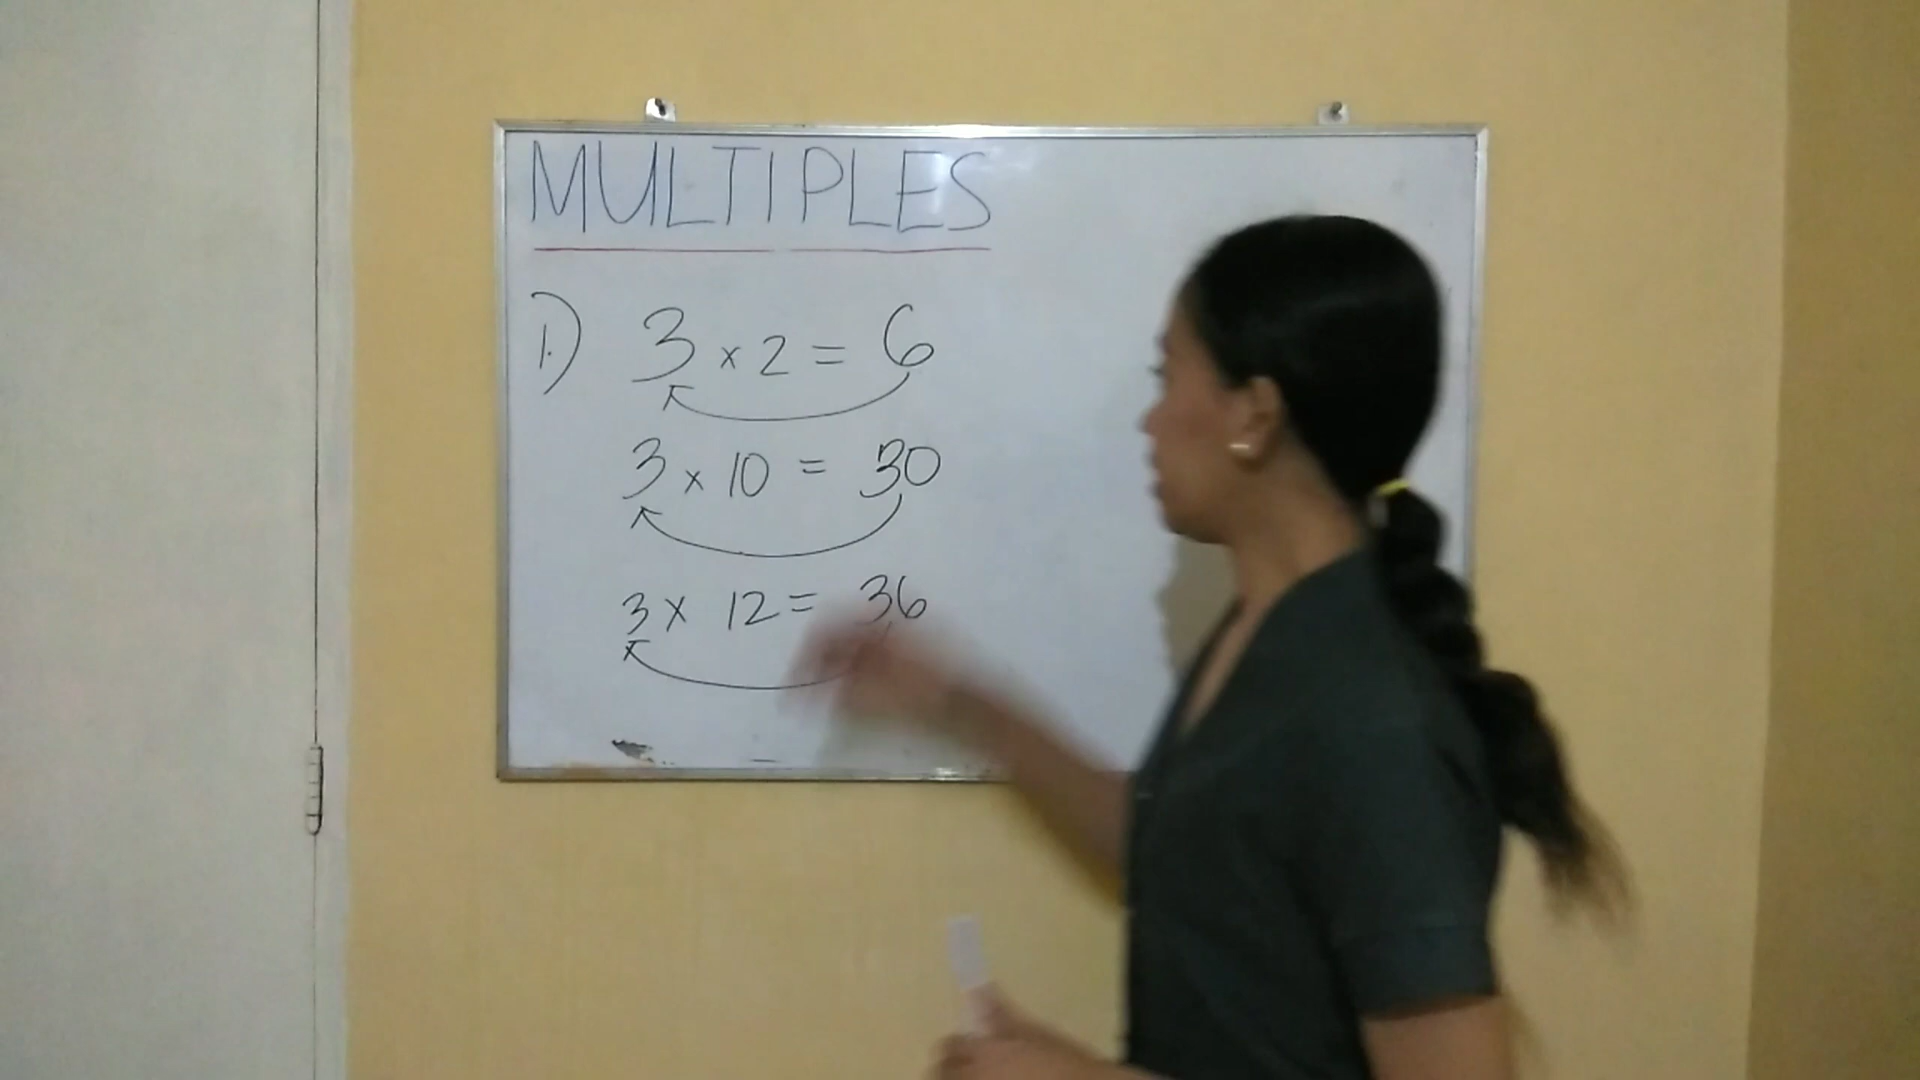 MULTIPLES
1.) 3 x 2 = 6
3 x 10 = 30
3 x 12 = 36